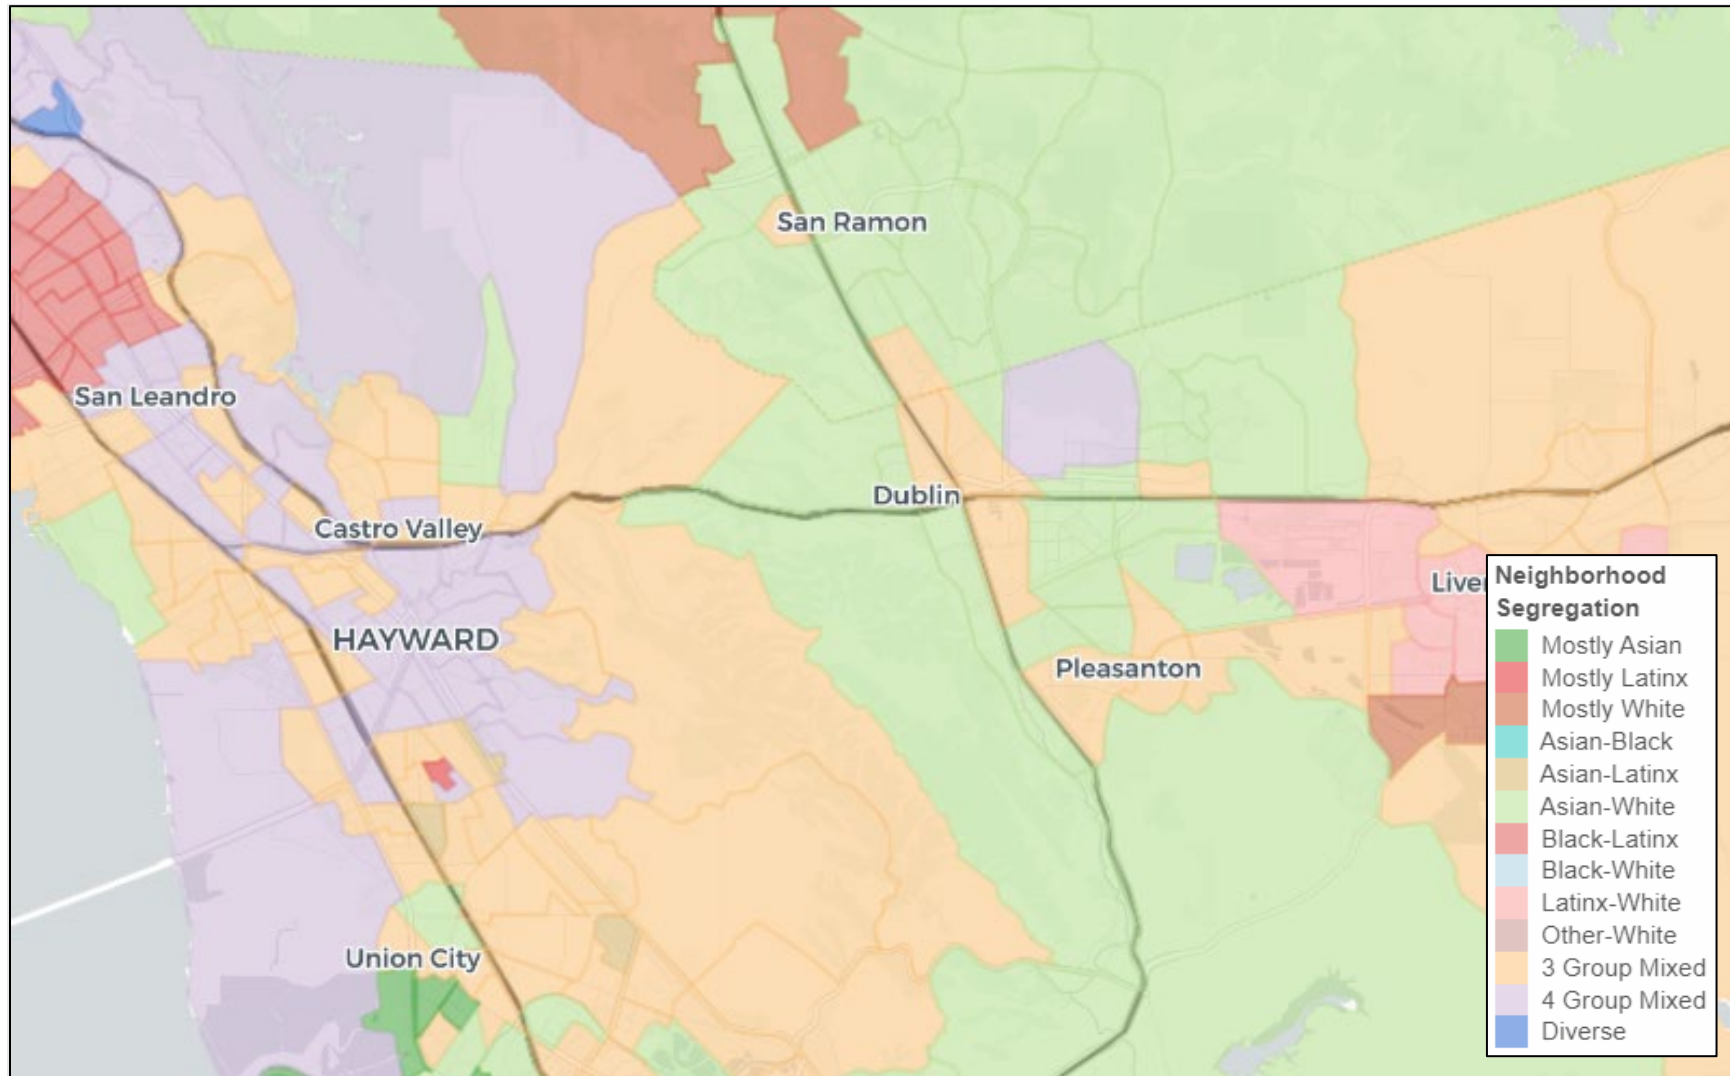 San Ramon
San Leandro
Dublin
Castro Valley
HAYWARD
Pleasanton
Union City
Liver
Neighborhood
Segregation
Mostly Asian
Mostly Latinx
Mostly White
Asian-Black
Asian-Latinx
Asian-White
Black-Latinx
Black-White
Latinx-White
Other-White
3 Group Mixed
4 Group Mixed
Diverse